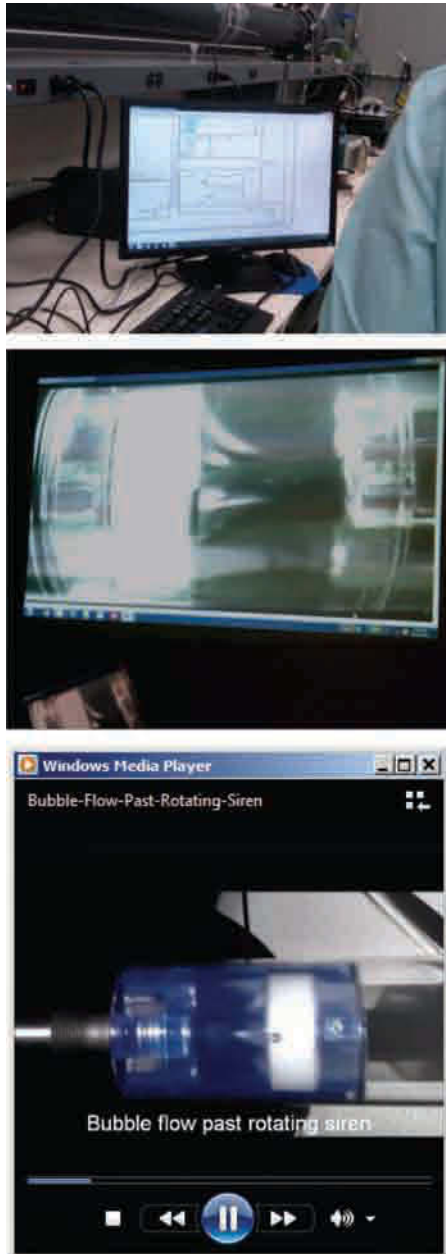 Windows Media Player
Bubble-Flow-Past-Rotating-Siren
Bubble flow past rotating siren